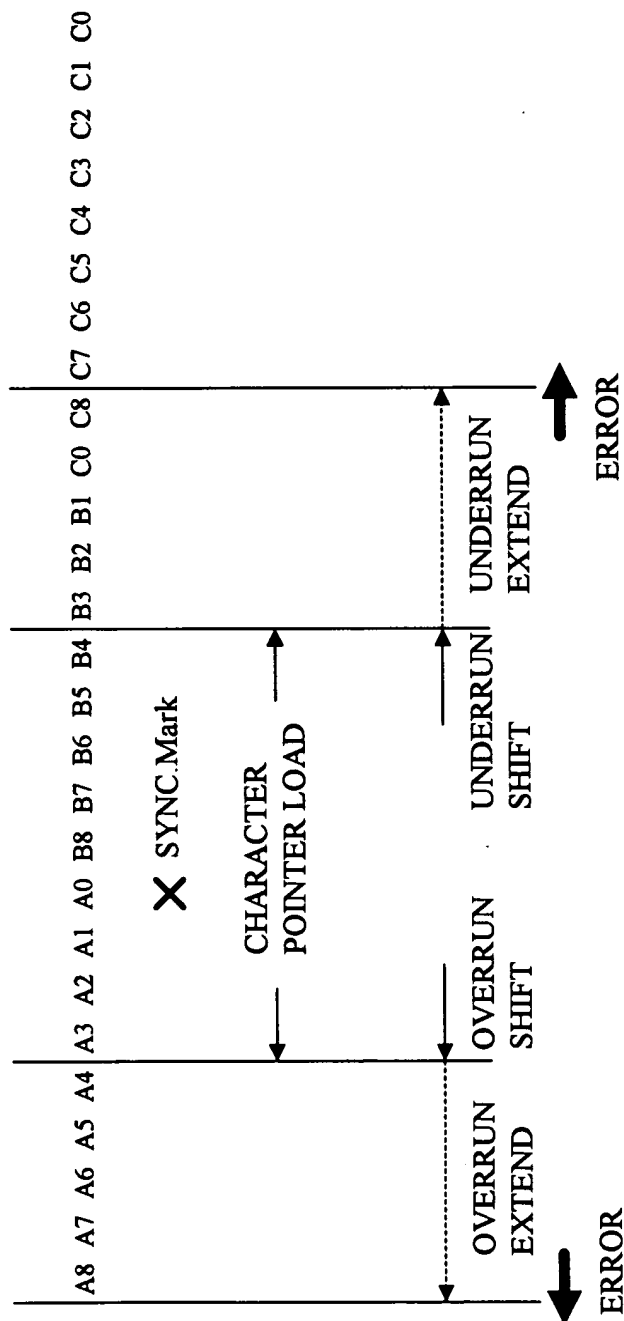 A8 A7 A6 A5 A4 A3 A2 A1 A0 B8 B7 B6 B5 B4 B3 B2 B1 C0 C8 C7 C6 C5 C4 C3 C2 C1 C0
SYNC.Mark
CHARACTER
POINTER LOAD
OVERRUN
EXTEND
OVERRUN
SHIFT
UNDERRUN
SHIFT
UNDERRUN
EXTEND
ERROR
ERROR